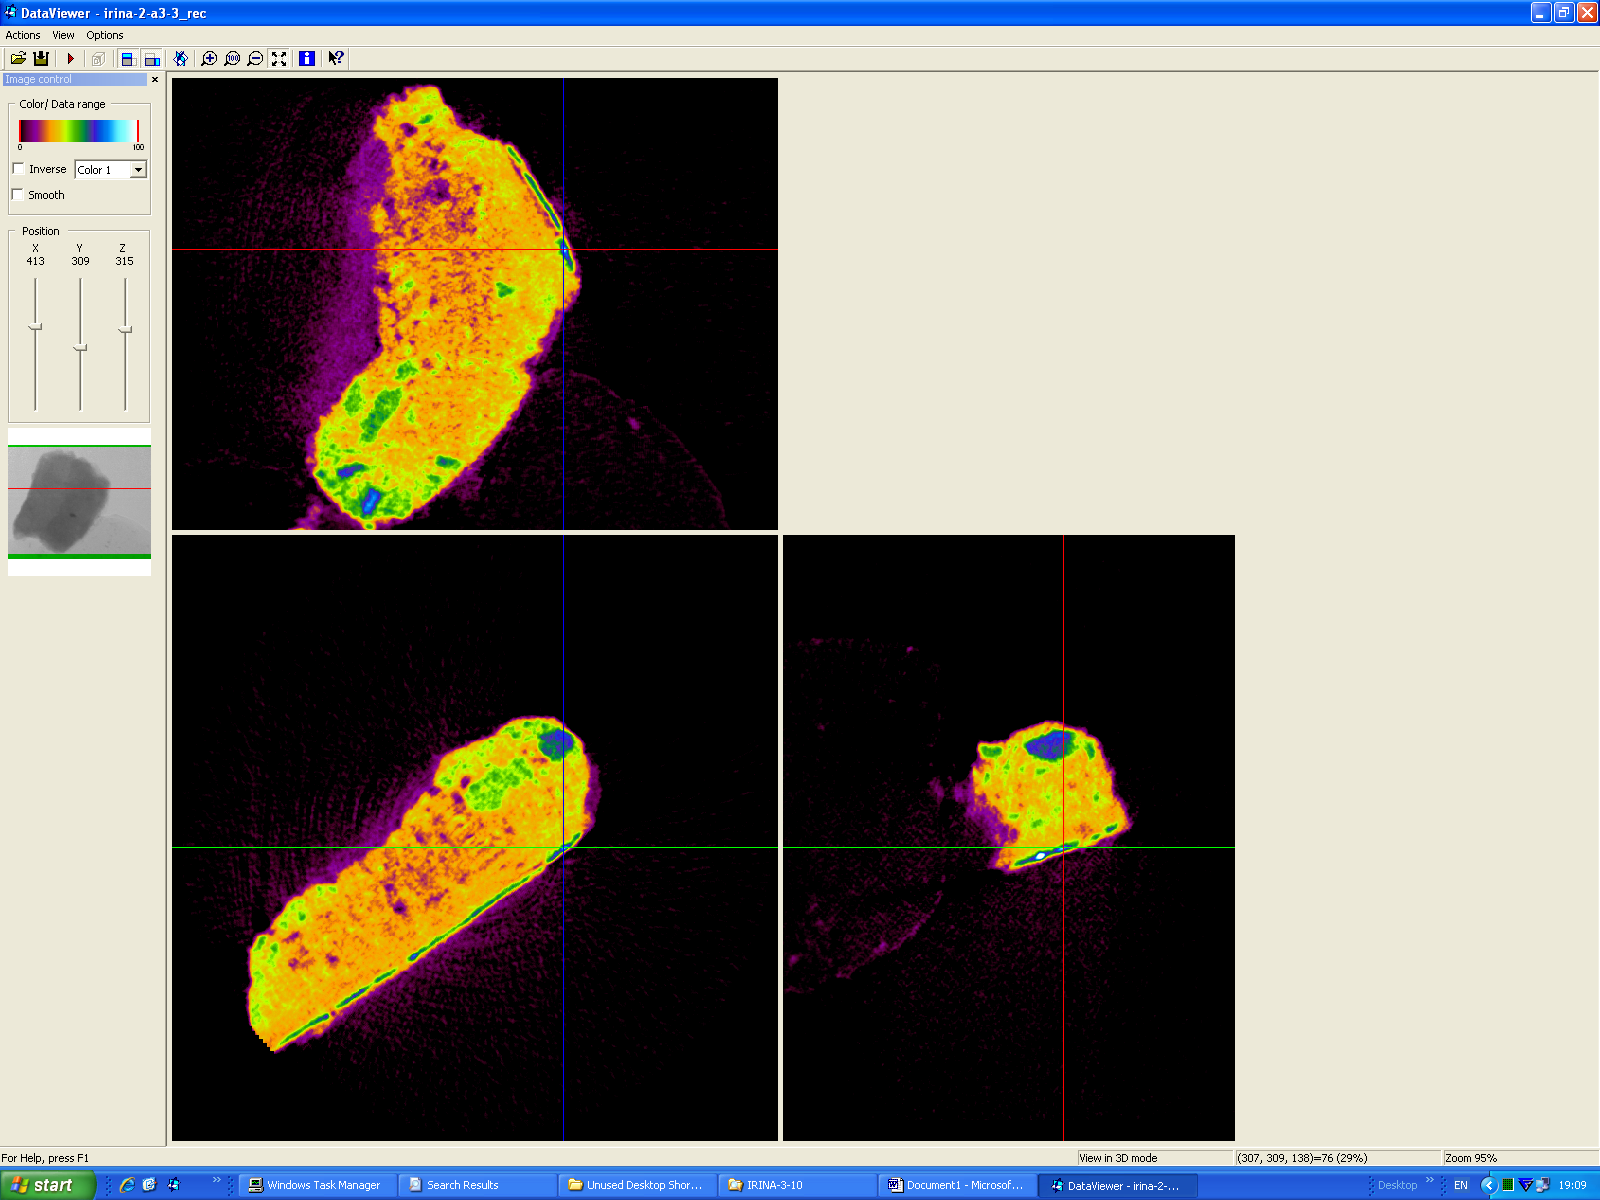 DataViewer - irina-2-a3-3_rec
Actions View Options
Image control
Color/ Data range
0 100
Inverse Color 1
Smooth
Position
X Y Z
413 309 315
For Help, press F1
View in 3D mode
(307, 309, 138)=76 (29%)
Zoom 95%
start
Windows Task Manager
Search Results
Unused Desktop Shor...
IRINA-3-10
Document1 - Microsof...
DataViewer - irina-2-...
Desktop
EN
19:09